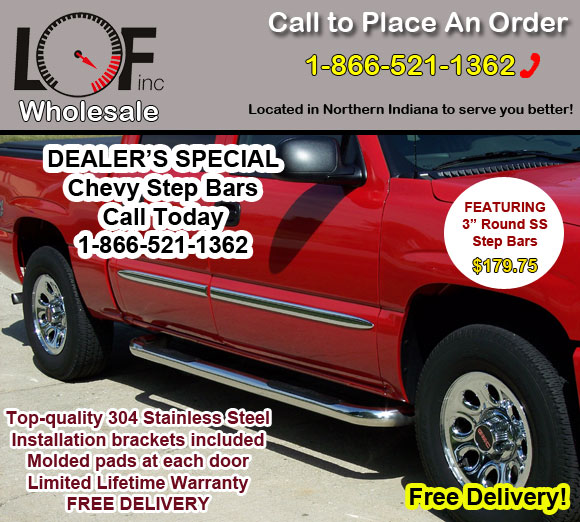 LOF inc
Wholesale
Call to Place An Order
1-866-521-1362
Located in Northern Indiana to serve you better!
DEALER'S SPECIAL
Chevy Step Bars
Call Today
1-866-521-1362
FEATURING
3" Round SS
Step Bars
$179.75
Top-quality 304 Stainless Steel
Installation brackets included
Molded pads at each door
Limited Lifetime Warranty
FREE DELIVERY
Free Delivery!